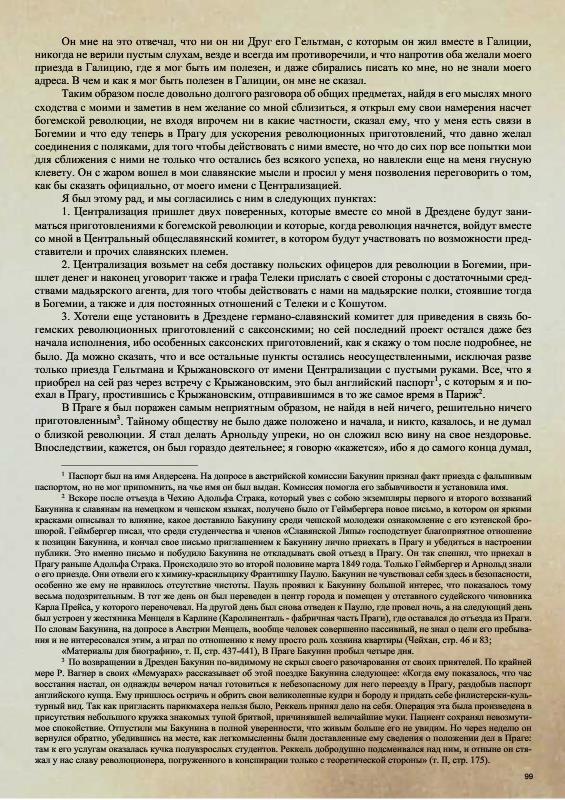 Он мне на это отвечал, что ни он ни Друг его Гельтман, с которым он жил вместе в Галиции,
никогда не верили пустым слухам, везде и всегда им противоречили, и что напротив оба желали моего
приезда в Галицию, где я мог быть им полезен, и даже сбирались писать ко мне, но не знали моего
адреса. В чем и как я мог быть полезен в Галиции, он мне не сказал.
Таким образом после довольно долгого разговора об общих предметах, найдя в его мыслях много
сходства с моими и заметив в нем желание со мной сблизиться, я открыл ему свои намерения насчет
богемской революции, не входя впрочем ни в какие частности, сказал ему, что у меня есть связи в
Богемии и что еду теперь в Прагу для ускорения революционных приготовлений, что давно желал
соединения с поляками, для того чтобы действовать с ними вместе, но что до сих пор все попытки мои
для сближения с ними не только что остались без всякого успеха, но навлекли еще на меня гнусную
клевету. Он с жаром вошел в мои славянские мысли и просил у меня позволения переговорить о том,
как бы сказать официально, от моего имени с Централизацией.
Я был этому рад, и мы согласились с ним в следующих пунктах:
1. Централизация пришлет двух поверенных, которые вместе со мной в Дрездене будут зани-
маться приготовлениями к богемской революции и которые, когда революция начнется, войдут вместе
со мной в Центральный общеславянский комитет, в котором будут участвовать по возможности пред-
ставители и прочих славянских племен.
2. Централизация возьмет на себя доставку польских офицеров для революции в Богемии, при-
шлет денег и наконец уговорит также и графа Телеки прислать с своей стороны с достаточными сред-
ствами мадьярского агента, для того чтобы действовать с нами на мадьярские полки, стоявшие тогда
в Богемии, а также и для постоянных отношений с Телеки и с Кошутом.
3. Хотели еще установить в Дрездене германо-славянский комитет для приведения в связь бо-
гемских революционных приготовлений с саксонскими; но сей последний проект остался даже без
начала исполнения, ибо особенных саксонских приготовлений, как я скажу о том после подробнее, не
было. Да можно сказать, что и все остальные пункты остались неосуществленными, исключая разве
только приезда Гельтмана и Крыжановского от имени Централизации с пустыми руками. Все, что я
приобрел на сей раз через встречу с Крыжановским, это был английский паспорт¹, с которым я и по-
ехал в Прагу, простившись с Крыжановским, отправившимся в то же самое время в Париж².
В Праге я был поражен самым неприятным образом, не найдя в ней ничего, решительно ничего
приготовленным³. Тайному обществу не было даже положено и начала, и никто, казалось, и не думал
о близкой революции. Я стал делать Арнольду упреки, но он сложил всю вину на свое нездоровье.
Впоследствии, кажется, он был гораздо деятельнее; я говорю «кажется», ибо я до самого конца думал,
¹ Паспорт был на имя Андерсена. На допросе в австрийской комиссии Бакунин признал факт приезда с фальшивым
паспортом, но не мог припомнить, на чье имя он был выдан. Комиссия помогла его забывчивости и установила имя.
² Вскоре после отъезда в Чехию Адольфа Страка, который увез с собою экземпляры первого и второго воззваний
Бакунина к славянам на немецком и чешском языках, получено было от Геймбергера новое письмо, в котором он яркими
красками описывал то влияние, какое доставило Бакунину среди чешской молодежи ознакомление с его кэтенской бро-
шюрой. Геймбергер писал, что среди студенчества и членов «Славянской Липы» господствует благоприятное отношение
к позиции Бакунина, и кончал свое письмо приглашением к Бакунину лично приехать в Прагу и убедиться в настроении
публики. Это именно письмо и побудило Бакунина не откладывать свой отъезд в Прагу. Он так спешил, что приехал в
Прагу раньше Адольфа Страка. Происходило это во второй половине марта 1849 года. Только Геймбергер и Арнольд знали
о его приезде. Они отвели его к химику-красильщику Франтишку Паулю. Бакунин не чувствовал себя здесь в безопасности,
особенно же ему не нравилось отсутствие чистоты. Пауль проявил к Бакунину большой интерес, что показалось тому
весьма подозрительным. В тот же день он был переведен в центр города и помещен у отставного судейского чиновника
Карла Прейса, у которого переночевал. На другой день был снова отведен к Паулю, где провел ночь, а на следующий день
был устроен у жестянка Менцеля в Карлине (Каролиненталь - фабричная часть Праги), где оставался до отъезда из Праги.
По словам Бакунина, на допросе в Австрии Менцель, вообще человек совершенно пассивный, не знал о цели его пребыва-
ния и не интересовался этим, а играл по отношению к нему просто роль хозяина квартиры (Чейхан, стр. 46 и 83;
«Материалы для биографии», т. II, стр. 437-441), В Праге Бакунин пробыл четыре дня.
³ По возвращении в Дрезден Бакунин по-видимому не скрыл своего разочарования от своих приятелей. По крайней
мере Р. Вагнер в своих «Мемуарах» рассказывает об этой поездке Бакунина следующее: «Когда ему показалось, что час
восстания настал, он однажды вечером начал готовиться к небезопасному для него переезду в Прагу, раздобыв паспорт
английского купца. Ему пришлось остричь и обрить свои великолепные кудри и бороду и придать себе филистерски-куль-
турный вид. Так как пригласить парикмахера нельзя было, Реккель принял дело на себя. Операция эта была произведена в
присутствия небольшого кружка знакомых тупой бритвой, причинявшей величайшие муки. Пациент сохранял невозмути-
мое спокойствие. Отпустили мы Бакунина в полной уверенности, что живым больше его не увидим. Но через неделю он
вернулся обратно, убедившись на месте, как легкомысленны были доставленные ему сведения о положении дел в Праге:
там к его услугам оказалась кучка полувзрослых студентов. Реккель добродушно подсмеивался над ним, и отныне он стя-
жал у нас славу революционера, погруженного в конспирации только с теоретической стороны» (т. II, стр. 175).
99